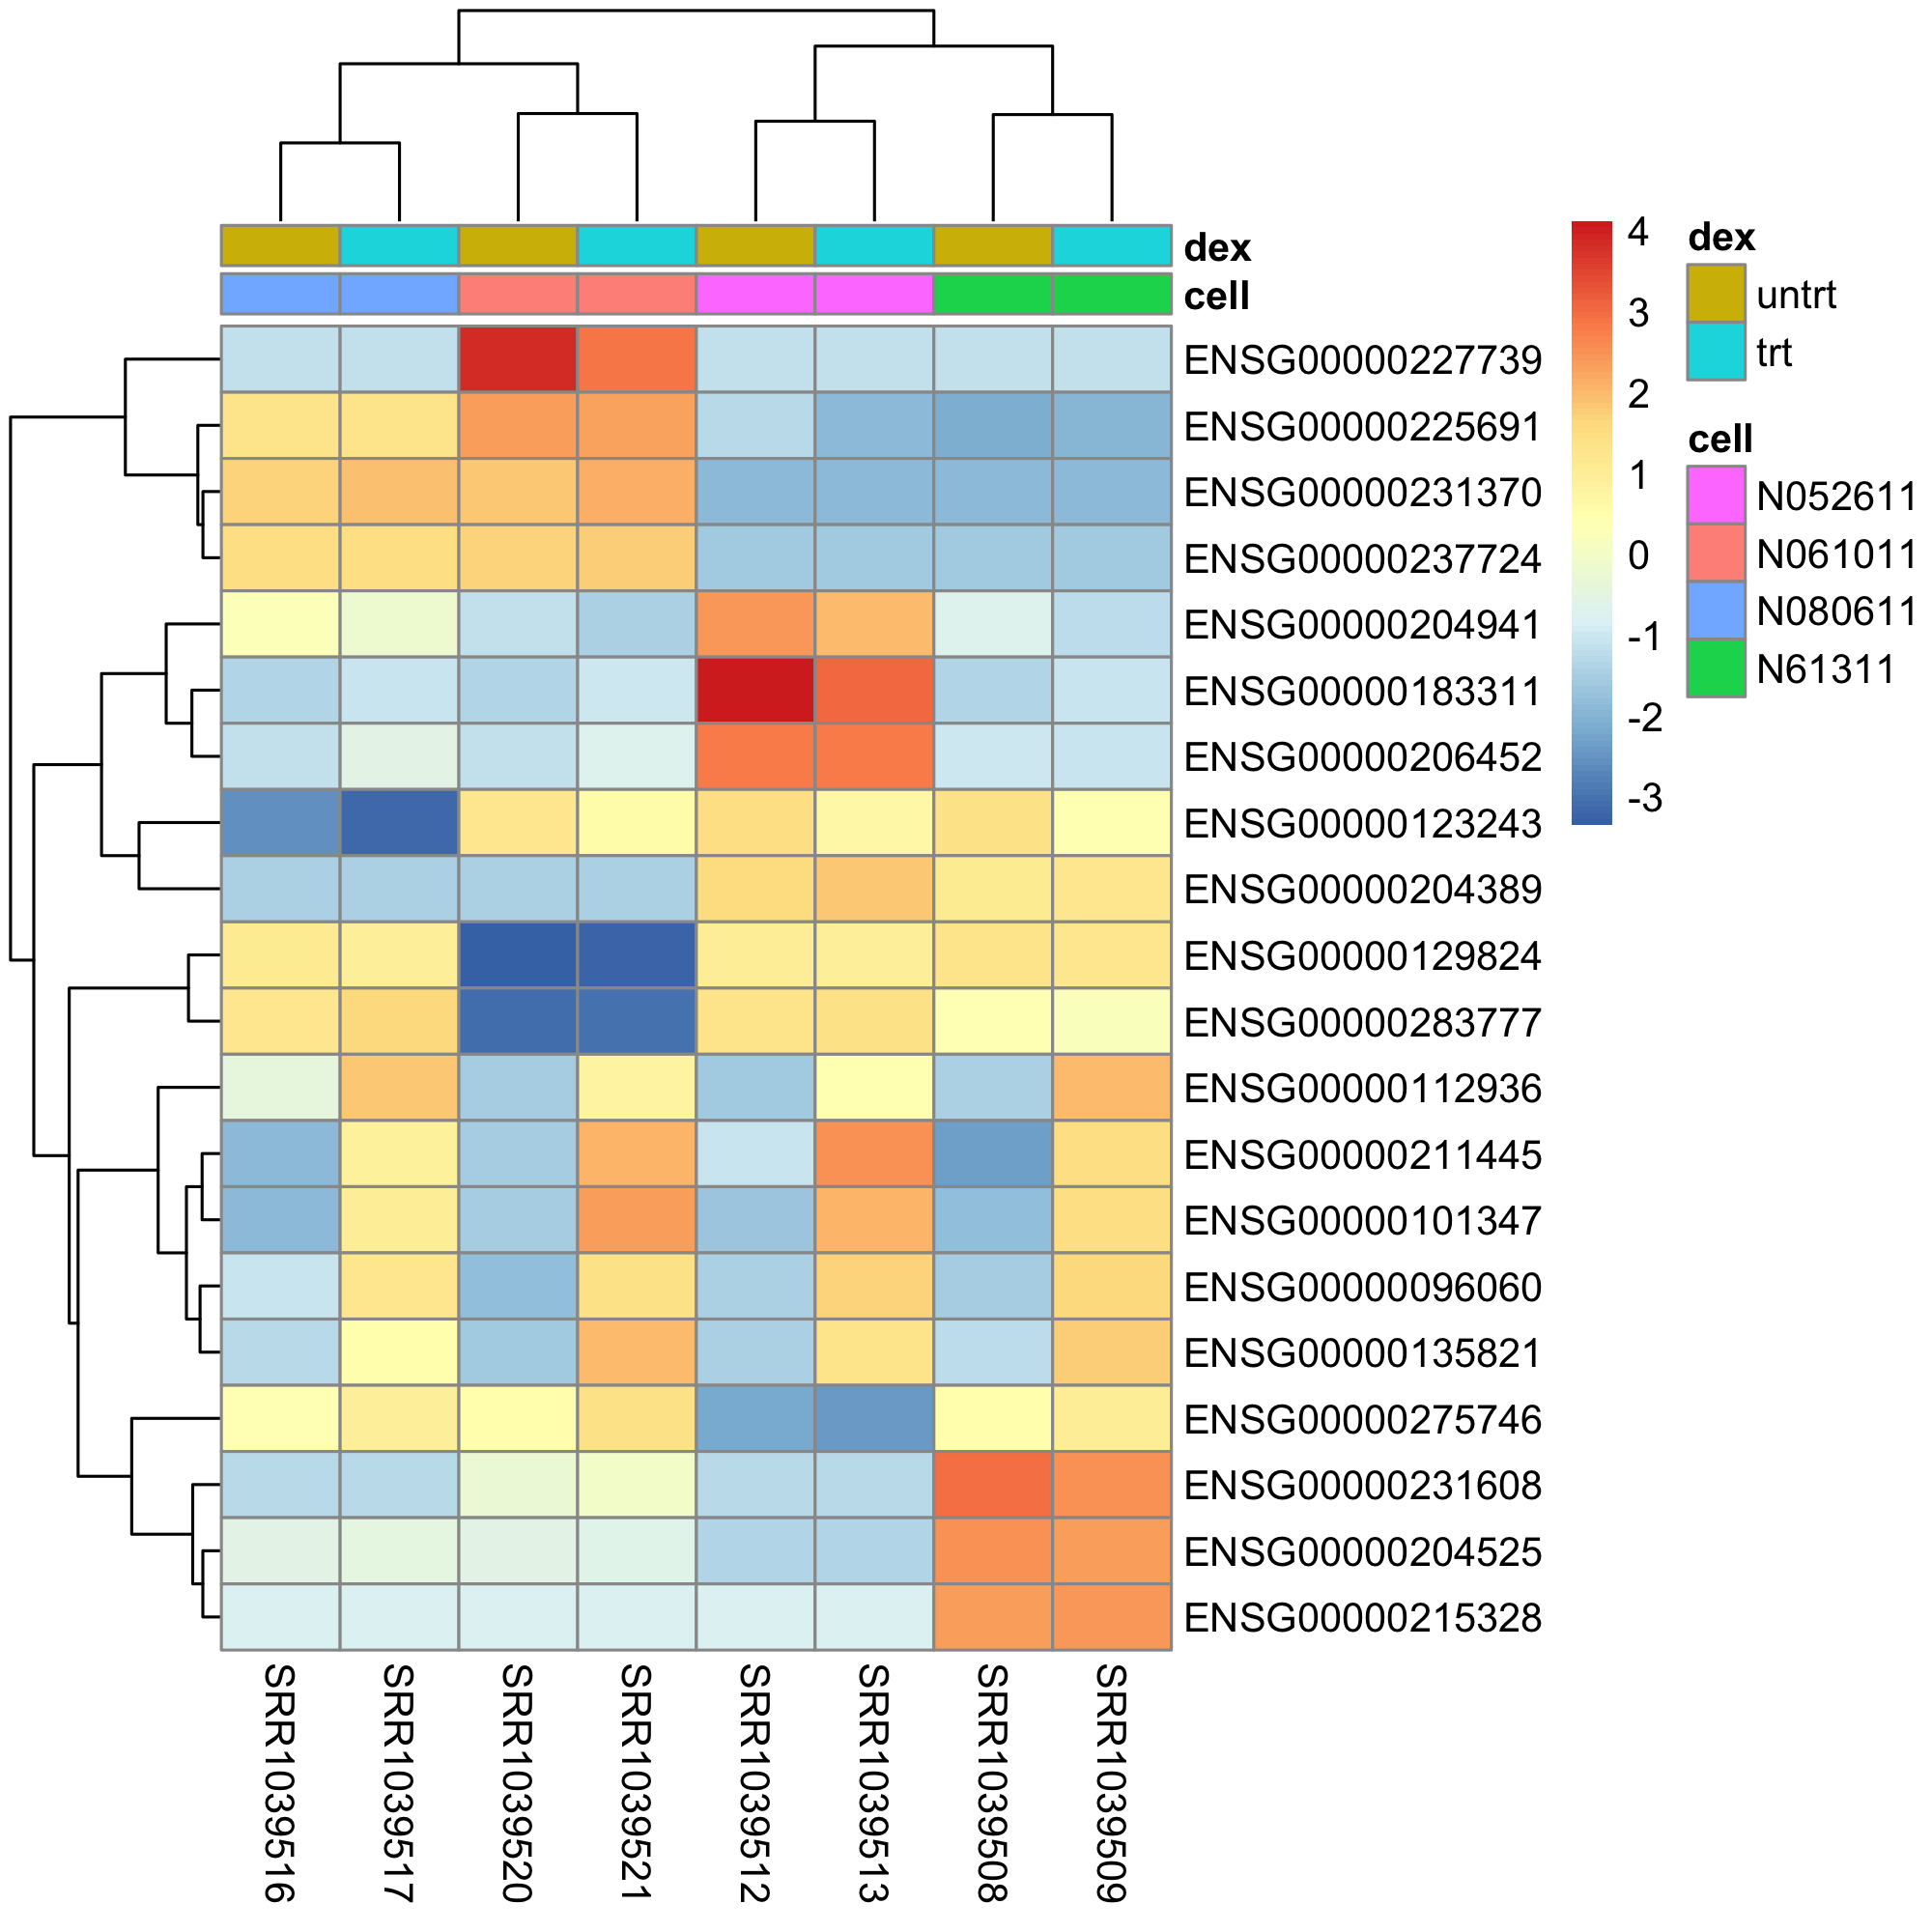 dex
cell
ENSG00000227739
ENSG00000225691
ENSG00000231370
ENSG00000237724
ENSG00000204941
ENSG00000183311
ENSG00000206452
ENSG00000123243
ENSG00000204389
ENSG00000129824
ENSG00000283777
ENSG00000112936
ENSG00000211445
ENSG00000101347
ENSG00000096060
ENSG00000135821
ENSG00000275746
ENSG00000231608
ENSG00000204525
ENSG00000215328
SRR1039516
SRR1039517
SRR1039520
SRR1039521
SRR1039512
SRR1039513
SRR1039508
SRR1039509
4
3
2
1
0
-1
-2
-3
dex
untrt
trt
cell
N052611
N061011
N080611
N61311